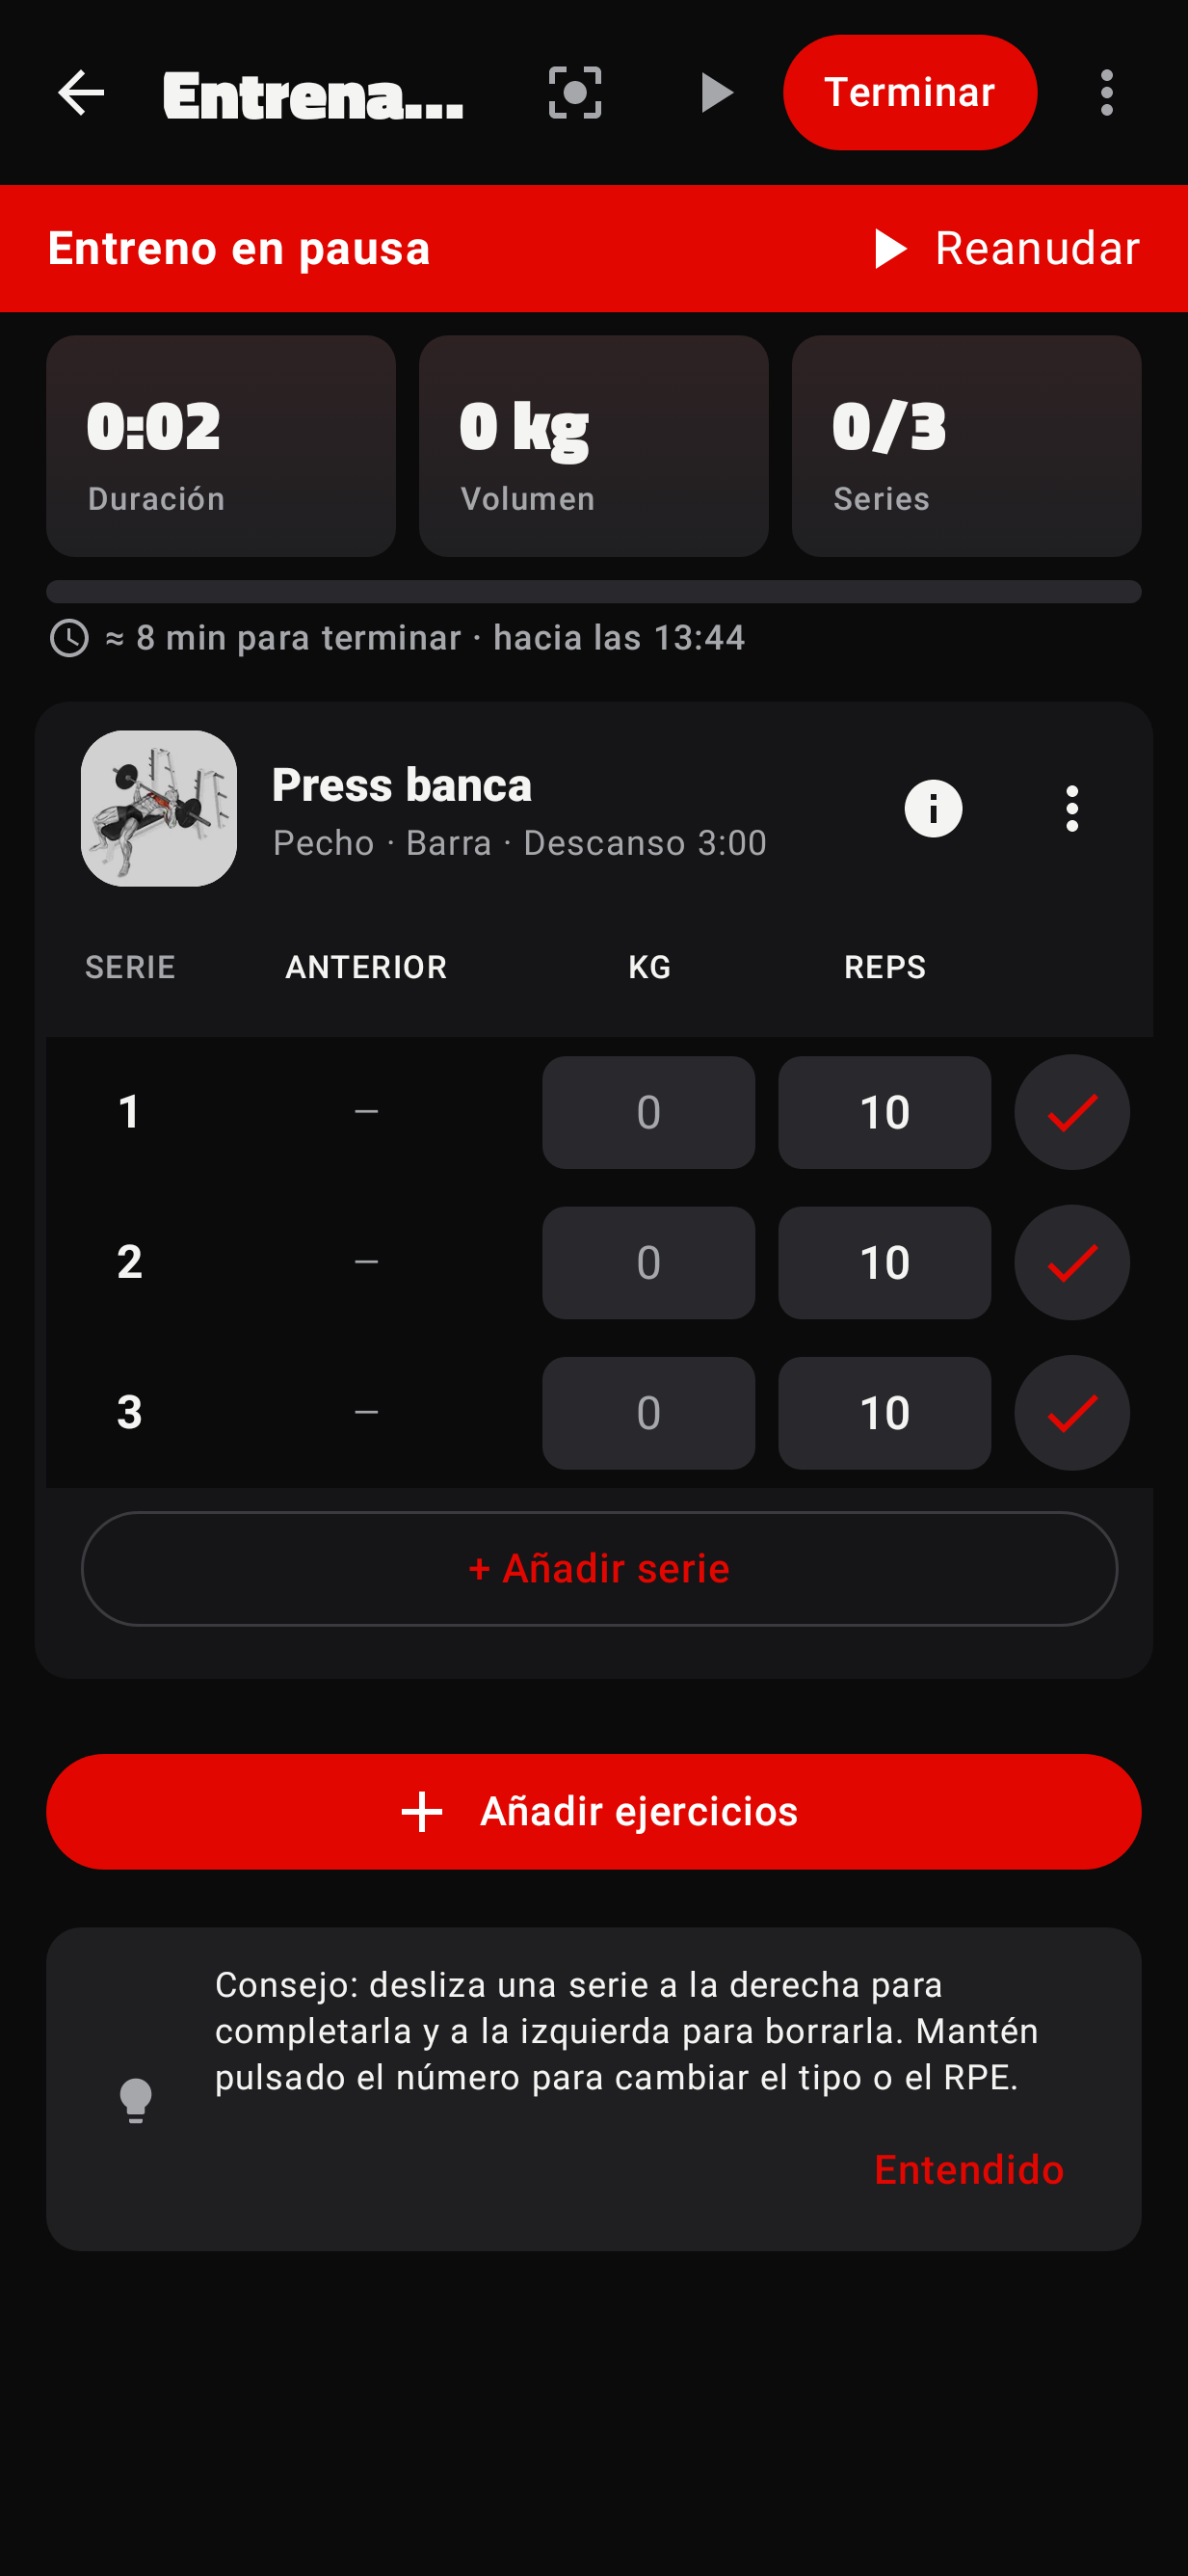 Entrena...
Terminar
Entreno en pausa
Reanudar
0:02
Duración
0 kg
Volumen
0/3
Series
≈ 8 min para terminar · hacia las 13:44
Press banca
Pecho · Barra · Descanso 3:00
SERIE ANTERIOR KG REPS
1 – 0 10
2 – 0 10
3 – 0 10
+ Añadir serie
Añadir ejercicios
Consejo: desliza una serie a la derecha para
completarla y a la izquierda para borrarla. Mantén
pulsado el número para cambiar el tipo o el RPE.
Entendido